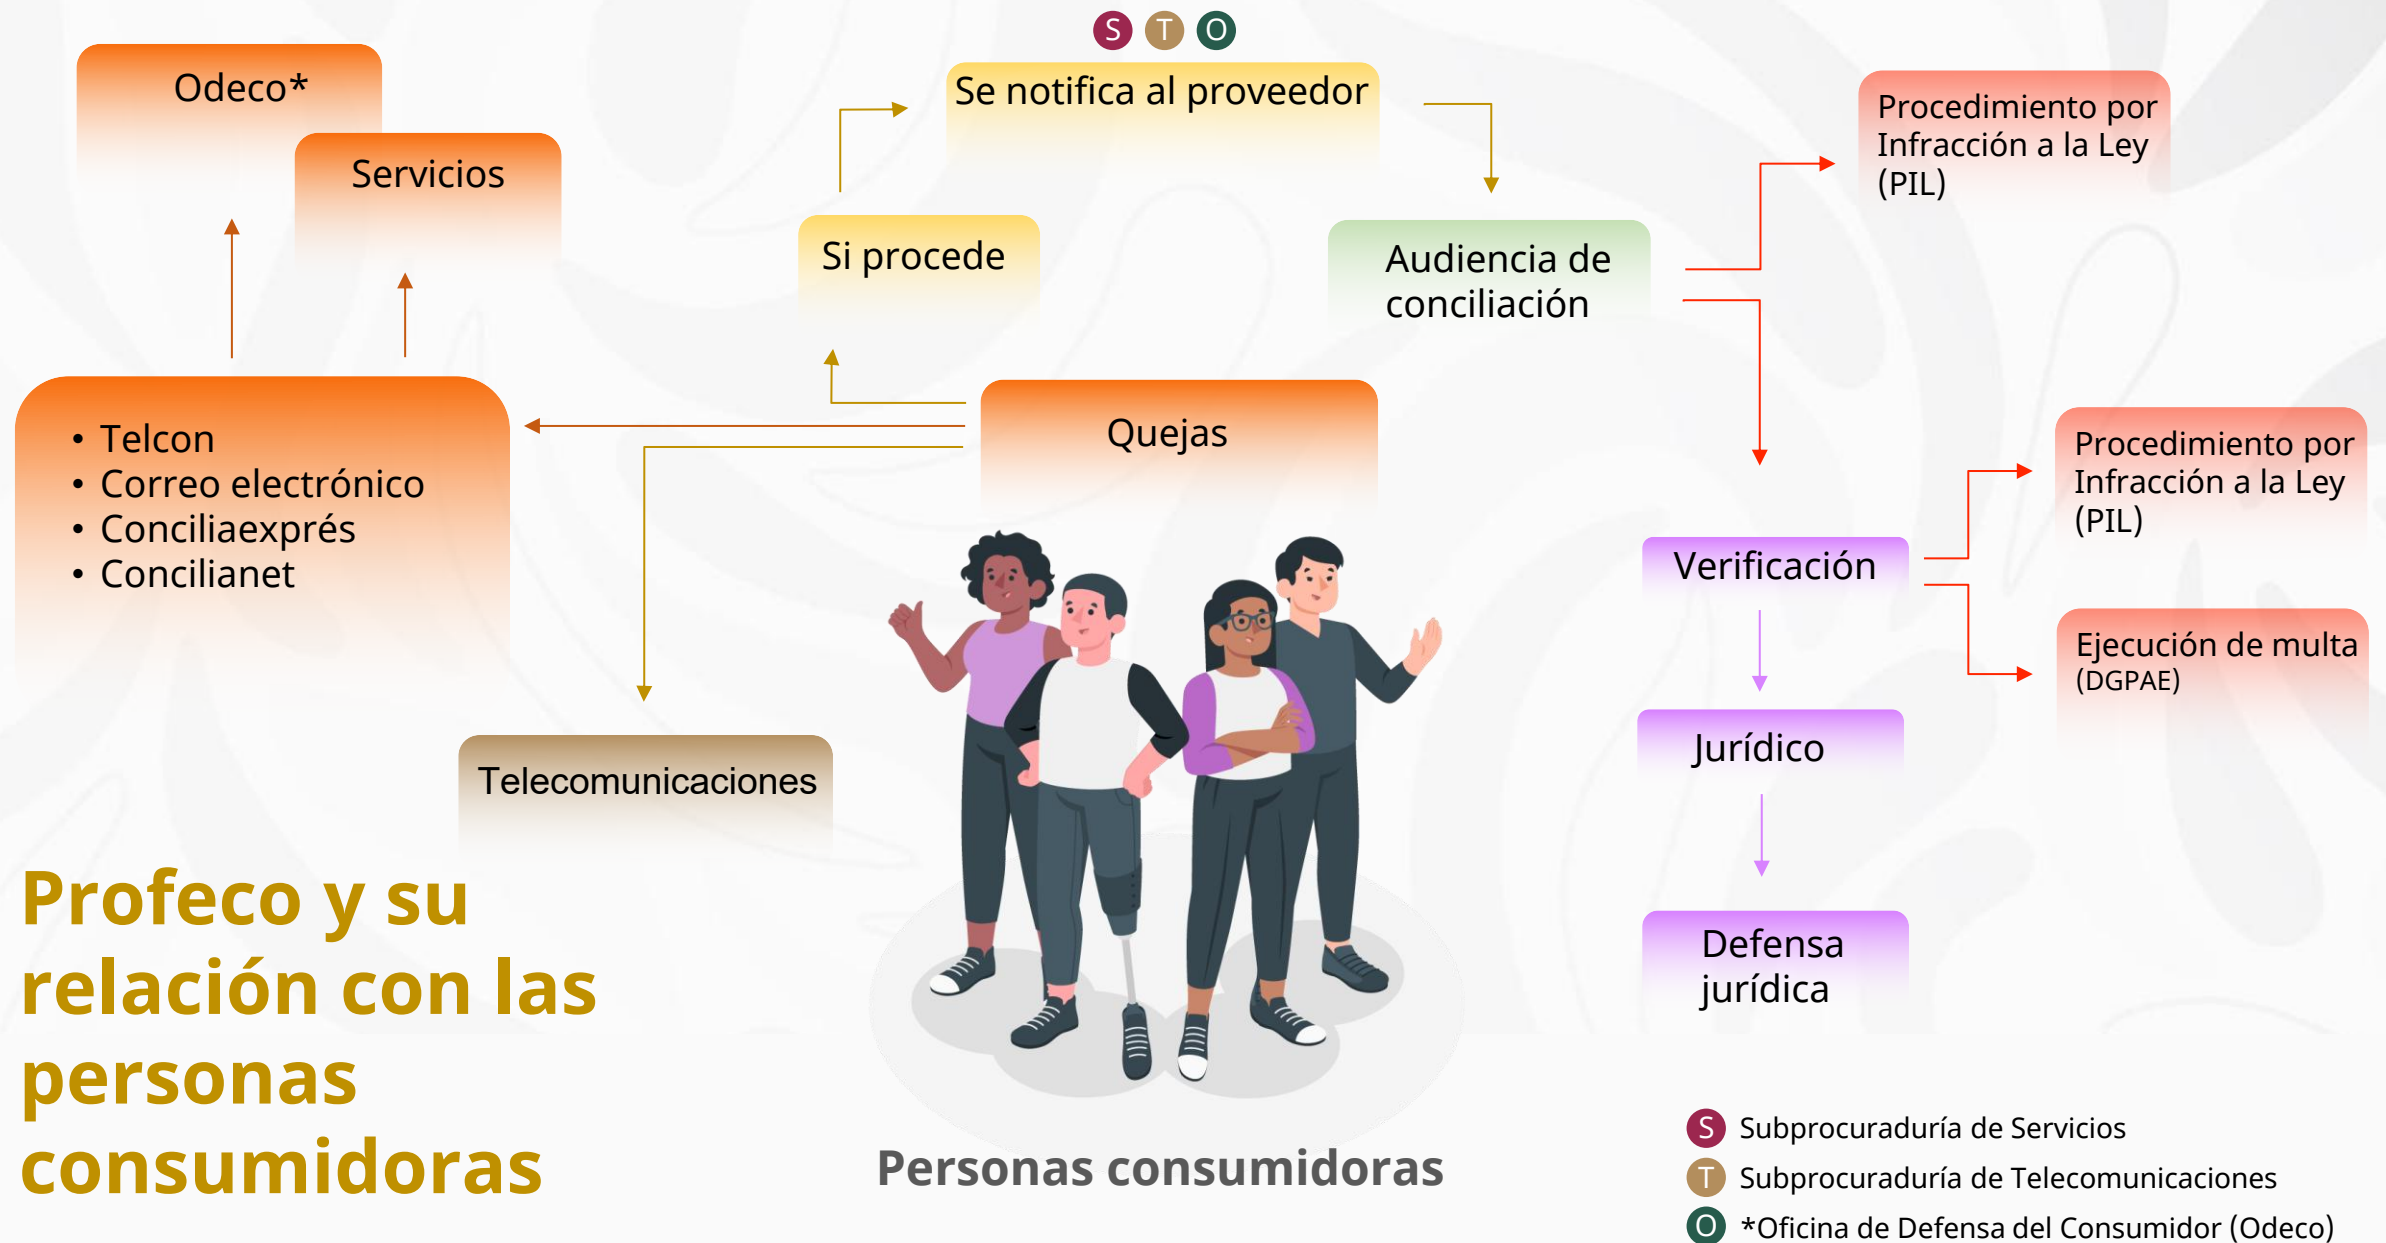 S T O
Odeco*
Servicios
Se notifica al proveedor
Si procede
Audiencia de
conciliación
Procedimiento por
Infracción a la Ley
(PIL)
• Telcon
• Correo electrónico
• Conciliaexprés
• Concilianet
Quejas
Procedimiento por
Infracción a la Ley
(PIL)
Verificación
Ejecución de multa
(DGPAE)
Jurídico
Telecomunicaciones
Defensa
jurídica
Profeco y su
relación con las
personas
consumidoras
Personas consumidoras
S Subprocuraduría de Servicios
T Subprocuraduría de Telecomunicaciones
O *Oficina de Defensa del Consumidor (Odeco)